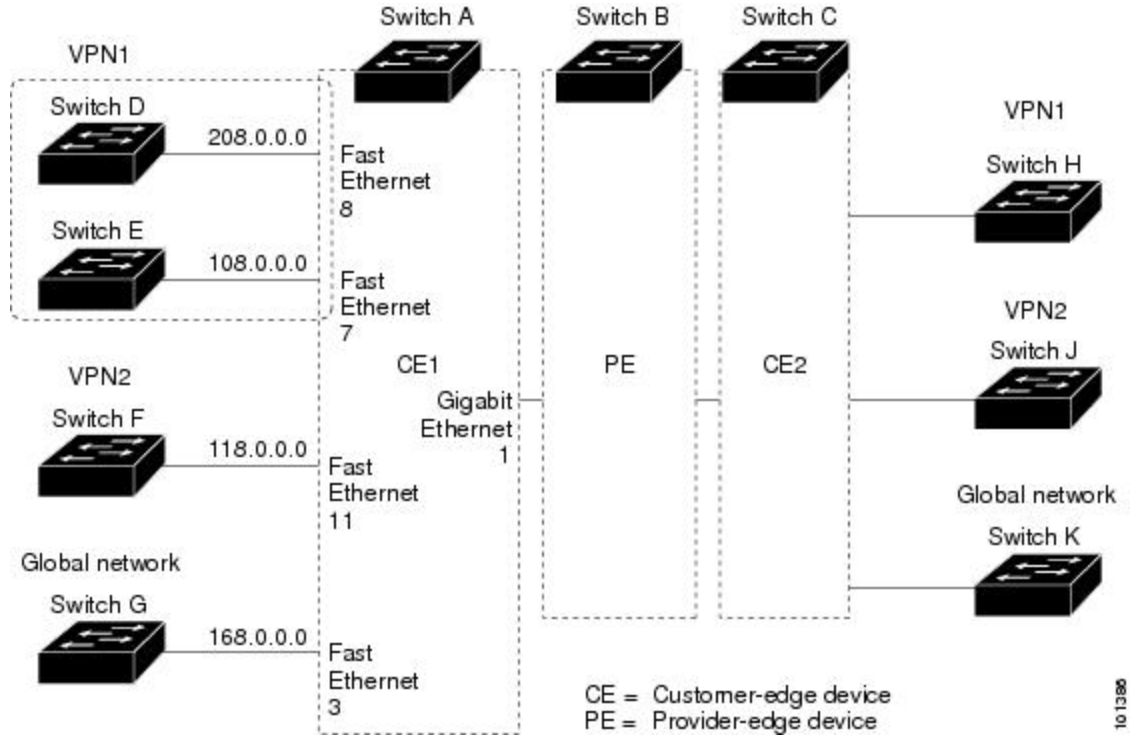 Switch A
Switch B
Switch C
VPN1
Switch D
208.0.0.0
Fast
Ethernet
8
Switch E
108.0.0.0
Fast
Ethernet
7
VPN2
Switch F
118.0.0.0
Fast
Ethernet
11
Global network
Switch G
168.0.0.0
Fast
Ethernet
3
CE1
Gigabit
Ethernet
1
PE
CE2
VPN1
Switch H
VPN2
Switch J
Global network
Switch K
CE = Customer-edge device
PE = Provider-edge device
101386